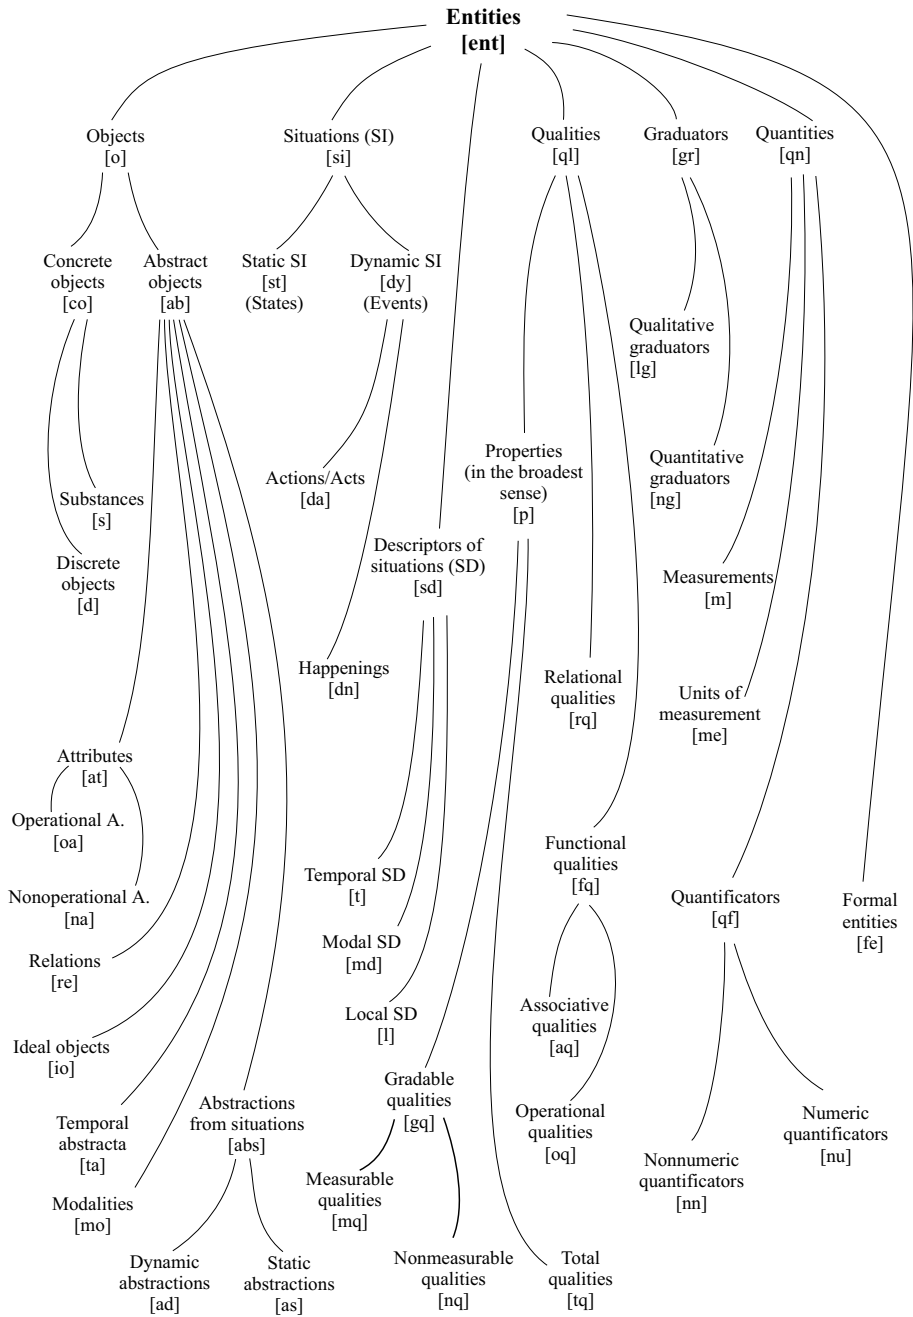 Entities
[ent]
Objects
[o]
Situations (SI)
[si]
Qualities
[ql]
Graduators
[gr]
Quantities
[qn]
Concrete
objects
[co]
Abstract
objects
[ab]
Static SI
[st]
(States)
Dynamic SI
[dy]
(Events)
Qualitative
graduators
[lg]
Properties
(in the broadest
sense)
[p]
Quantitative
graduators
[ng]
Actions/Acts
[da]
Substances
[s]
Discrete
objects
[d]
Descriptors of
situations (SD)
[sd]
Measurements
[m]
Happenings
[dn]
Relational
qualities
[rq]
Units of
measurement
[me]
Attributes
[at]
Operational A.
[oa]
Nonoperational A.
[na]
Temporal SD
[t]
Functional
qualities
[fq]
Quantificators
[qf]
Formal
entities
[fe]
Relations
[re]
Modal SD
[md]
Local SD
[l]
Associative
qualities
[aq]
Ideal objects
[io]
Gradable
qualities
[gq]
Temporal
abstracta
[ta]
Abstractions
from situations
[abs]
Operational
qualities
[oq]
Numeric
quantificators
[nu]
Nonnumeric
quantificators
[nn]
Measurable
qualities
[mq]
Modalities
[mo]
Dynamic
abstractions
[ad]
Static
abstractions
[as]
Nonmeasurable
qualities
[nq]
Total
qualities
[tq]